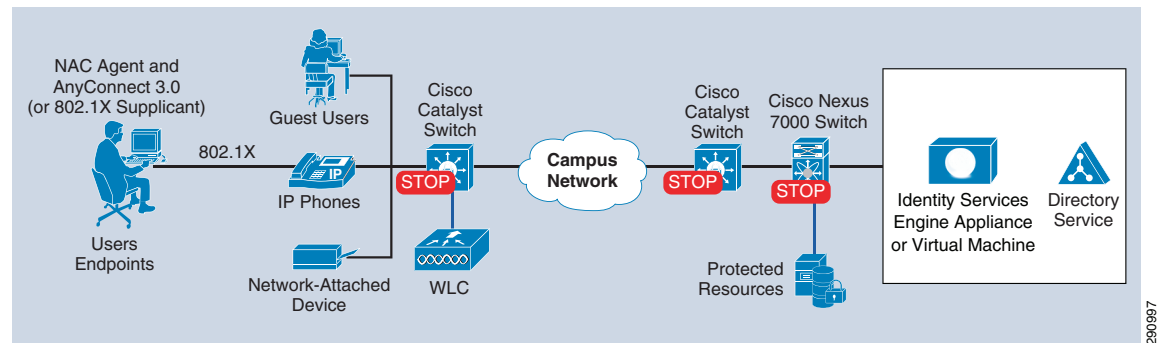 NAC Agent and
AnyConnect 3.0
(or 802.1X Supplicant)
Users
Endpoints
802.1X
Guest Users
IP
IP Phones
Network-Attached
Device
Cisco
Catalyst
Switch
STOP
WLC
Campus
Network
Cisco
Catalyst
Switch
STOP
Cisco Nexus
7000 Switch
STOP
Protected
Resources
Identity Services
Engine Appliance
or Virtual Machine
Directory
Service
290997